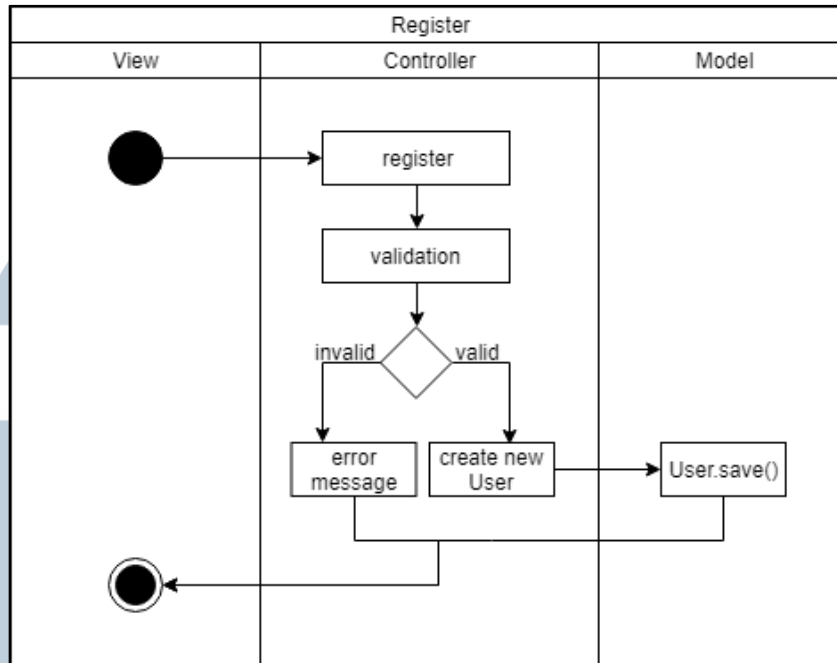 Register
View
Controller
Model
register
validation
invalid
valid
error
message
create new
User
User.save()